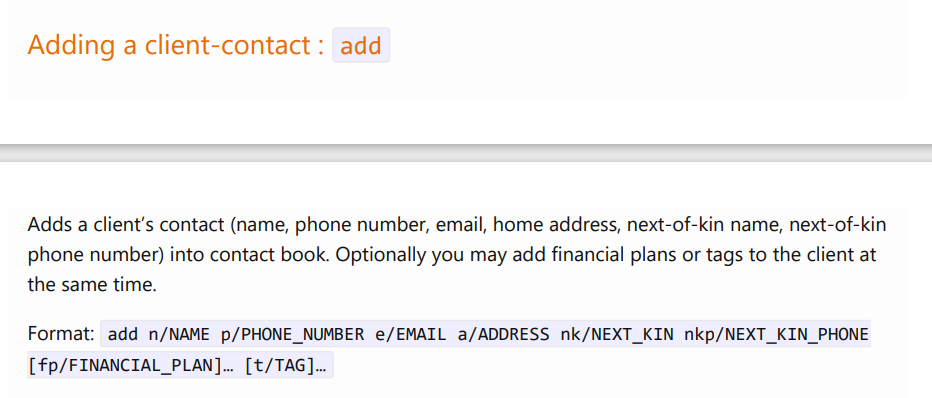 Adding a client-contact : add
Adds a client’s contact (name, phone number, email, home address, next-of-kin name, next-of-kin
phone number) into contact book. Optionally you may add financial plans or tags to the client at
the same time.
Format: add n/NAME p/PHONE_NUMBER e/EMAIL a/ADDRESS nk/NEXT_KIN nkp/NEXT_KIN_PHONE
[fp/FINANCIAL_PLAN]… [t/TAG]…